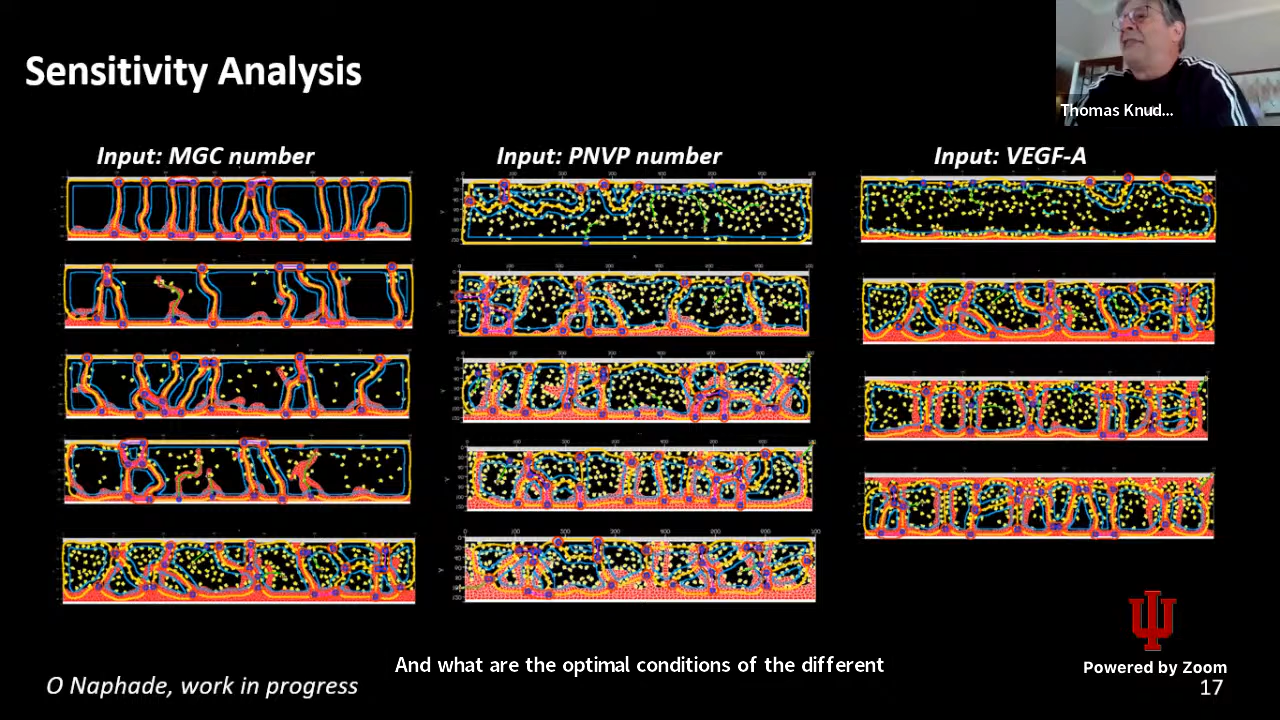 Sensitivity Analysis
Thomas Knud...
Input: MGC number
Input: PNVP number
Input: VEGF-A
And what are the optimal conditions of the different
Powered by Zoom
O Naphade, work in progress
17